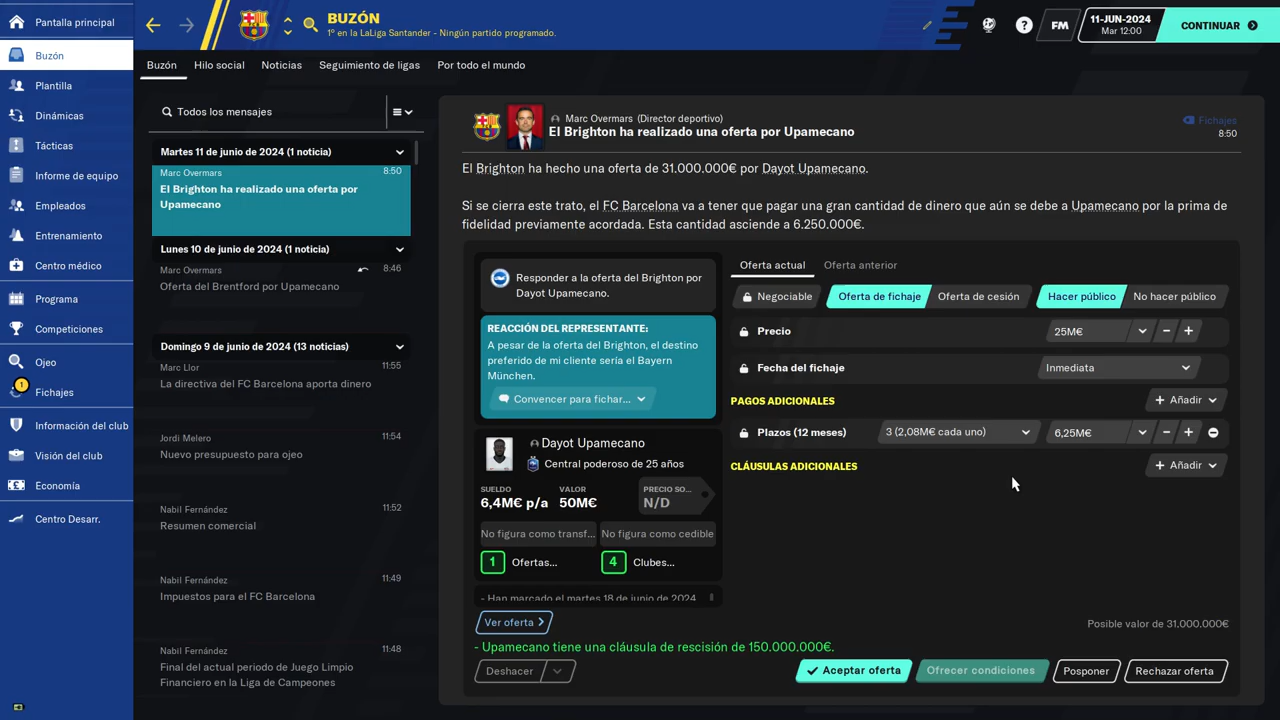 Pantalla principal
Buzón
Plantilla
Dinámicas
Tácticas
Informe de equipo
Empleados
Entrenamiento
Centro médico
Programa
Competiciones
Ojeo
1
Fichajes
Información del club
Visión del club
Economía
Centro Desarr.
BUZÓN
1º en la LaLiga Santander - Ningún partido programado.
FM
11-JUN-2024
Mar 12:00
CONTINUAR
Buzón
Hilo social
Noticias
Seguimiento de ligas
Por todo el mundo
Todos los mensajes
Martes 11 de junio de 2024 (1 noticia)
Marc Overmars 8:50
El Brighton ha realizado una oferta por
Upamecano
Lunes 10 de junio de 2024 (1 noticia)
Marc Overmars 8:46
Oferta del Brentford por Upamecano
Domingo 9 de junio de 2024 (13 noticias)
Marc Llor 11:55
La directiva del FC Barcelona aporta dinero
Jordi Melero 11:54
Nuevo presupuesto para ojeo
Nabil Fernández 11:52
Resumen comercial
Nabil Fernández 11:49
Impuestos para el FC Barcelona
Nabil Fernández 11:48
Final del actual periodo de Juego Limpio
Financiero en la Liga de Campeones
Marc Overmars (Director deportivo)
El Brighton ha realizado una oferta por Upamecano
Fichajes
8:50
El Brighton ha hecho una oferta de 31.000.000€ por Dayot Upamecano.
Si se cierra este trato, el FC Barcelona va a tener que pagar una gran cantidad de dinero que aún se debe a Upamecano por la prima de
fidelidad previamente acordada. Esta cantidad asciende a 6.250.000€.
Responder a la oferta del Brighton por
Dayot Upamecano.
REACCIÓN DEL REPRESENTANTE:
A pesar de la oferta del Brighton, el destino
preferido de mi cliente sería el Bayern
München.
Convencer para fichar...
Dayot Upamecano
Central poderoso de 25 años
SUELDO VALOR PRECIO SO...
6,4M€ p/a 50M€ N/D
No figura como transf... No figura como cedible
1 Ofertas... 4 Clubes...
- Han marcado el martes 18 de junio de 2024
Oferta actual Oferta anterior
Negociable Oferta de fichaje Oferta de cesión Hacer público No hacer público
Precio 25M€
Fecha del fichaje Inmediata
PAGOS ADICIONALES Añadir
Plazos (12 meses) 3 (2,08M€ cada uno) 6,25M€
CLÁUSULAS ADICIONALES Añadir
Ver oferta
Posible valor de 31.000.000€
- Upamecano tiene una cláusula de rescisión de 150.000.000€.
Deshacer Aceptar oferta Ofrecer condiciones Posponer Rechazar oferta